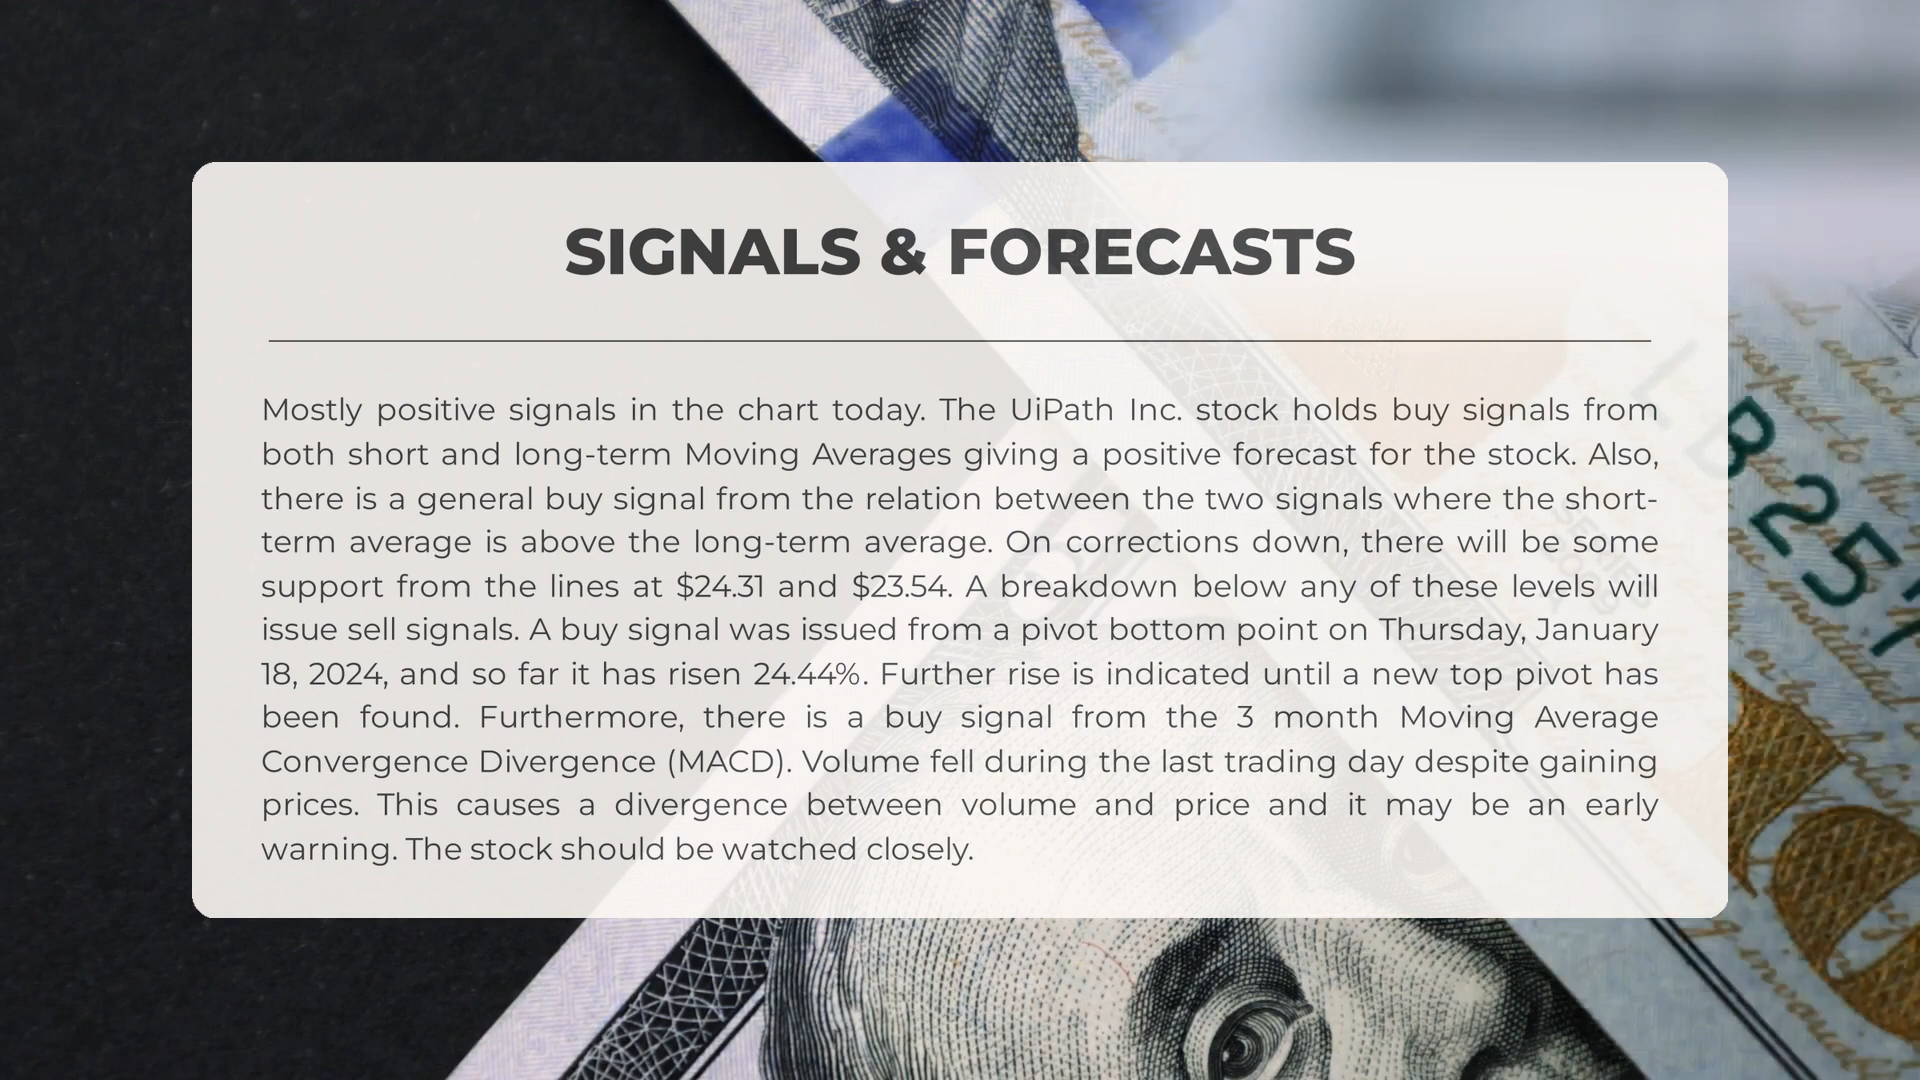 SIGNALS & FORECASTS
Mostly positive signals in the chart today. The UiPath Inc. stock holds buy signals from
both short and long-term Moving Averages giving a positive forecast for the stock. Also,
there is a general buy signal from the relation between the two signals where the short-
term average is above the long-term average. On corrections down, there will be some
support from the lines at $24.31 and $23.54. A breakdown below any of these levels will
issue sell signals. A buy signal was issued from a pivot bottom point on Thursday, January
18, 2024, and so far it has risen 24.44%. Further rise is indicated until a new top pivot has
been found. Furthermore, there is a buy signal from the 3 month Moving Average
Convergence Divergence (MACD). Volume fell during the last trading day despite gaining
prices. This causes a divergence between volume and price and it may be an early
warning. The stock should be watched closely.